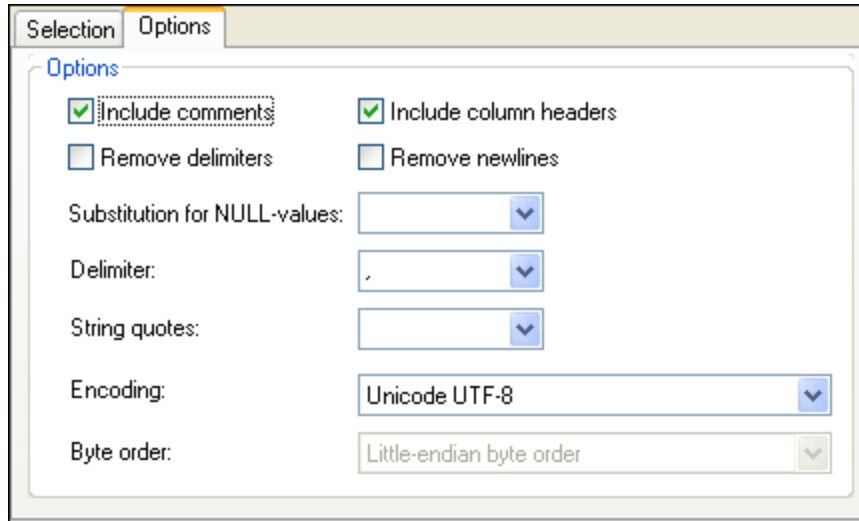 Selection Options
Options
Include comments Include column headers
Remove delimiters Remove newlines
Substitution for NULL-values:
Delimiter: ,
String quotes:
Encoding: Unicode UTF-8
Byte order: Little-endian byte order